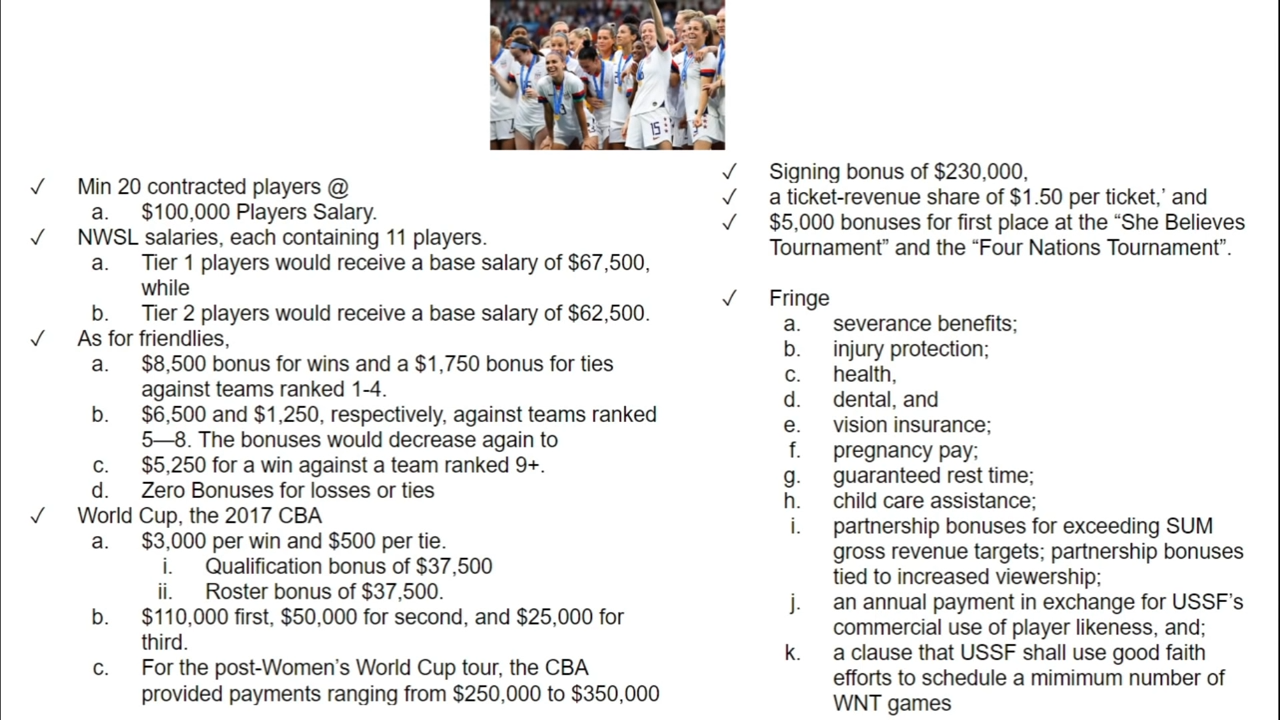 15
✓ Min 20 contracted players @
a. $100,000 Players Salary.
✓ NWSL salaries, each containing 11 players.
a. Tier 1 players would receive a base salary of $67,500,
while
b. Tier 2 players would receive a base salary of $62,500.
✓ As for friendlies,
a. $8,500 bonus for wins and a $1,750 bonus for ties
against teams ranked 1-4.
b. $6,500 and $1,250, respectively, against teams ranked
5—8. The bonuses would decrease again to
c. $5,250 for a win against a team ranked 9+.
d. Zero Bonuses for losses or ties
✓ World Cup, the 2017 CBA
a. $3,000 per win and $500 per tie.
i. Qualification bonus of $37,500
ii. Roster bonus of $37,500.
b. $110,000 first, $50,000 for second, and $25,000 for
third.
c. For the post-Women’s World Cup tour, the CBA
provided payments ranging from $250,000 to $350,000
✓ Signing bonus of $230,000,
✓ a ticket-revenue share of $1.50 per ticket,’ and
✓ $5,000 bonuses for first place at the “She Believes
Tournament” and the “Four Nations Tournament”.
✓ Fringe
a. severance benefits;
b. injury protection;
c. health,
d. dental, and
e. vision insurance;
f. pregnancy pay;
g. guaranteed rest time;
h. child care assistance;
i. partnership bonuses for exceeding SUM
gross revenue targets; partnership bonuses
tied to increased viewership;
j. an annual payment in exchange for USSF’s
commercial use of player likeness, and;
k. a clause that USSF shall use good faith
efforts to schedule a mimimum number of
WNT games